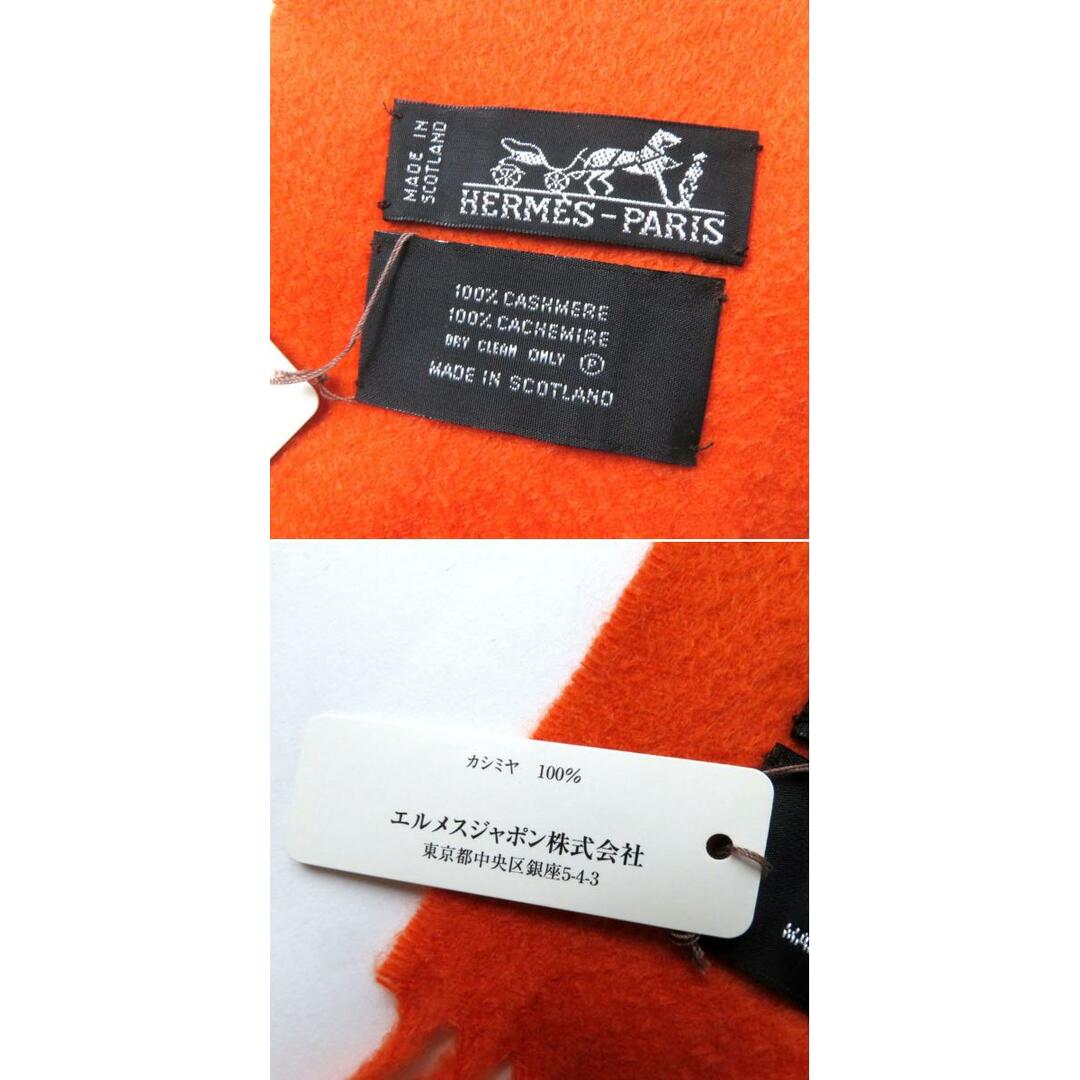 MADE IN
SCOTLAND
HERMÈS-PARIS
100% CASHMERE
100% CACHEMIRE
DRY CLEAN ONLY Ⓟ
MADE IN SCOTLAND
カシミヤ 100%
エルメスジャポン株式会社
東京都中央区銀座5-4-3